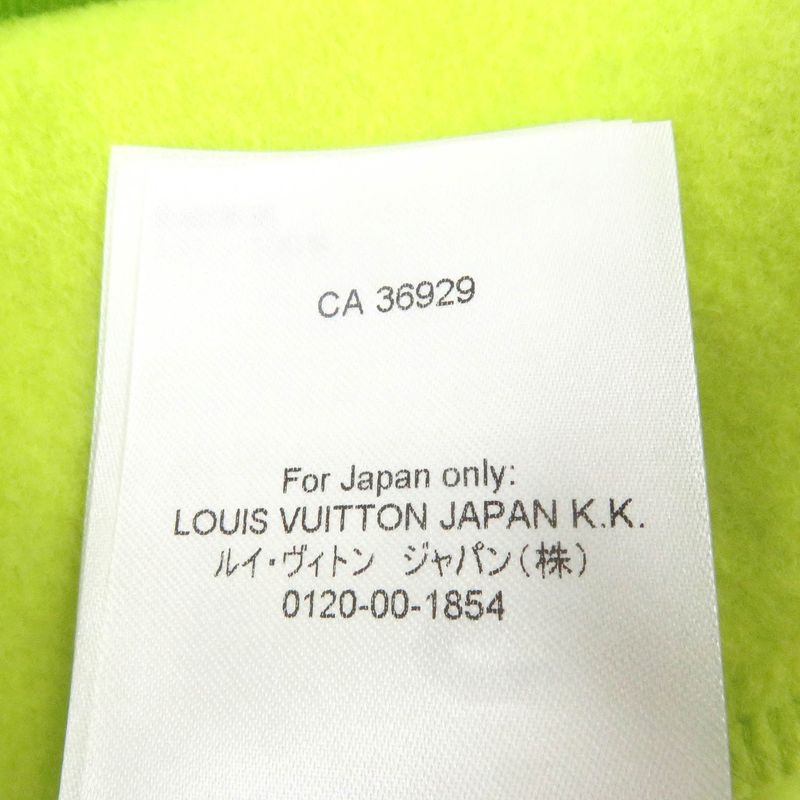 CA 36929
For Japan only:
LOUIS VUITTON JAPAN K.K.
ルイ・ヴィトン ジャパン(株)
0120-00-1854